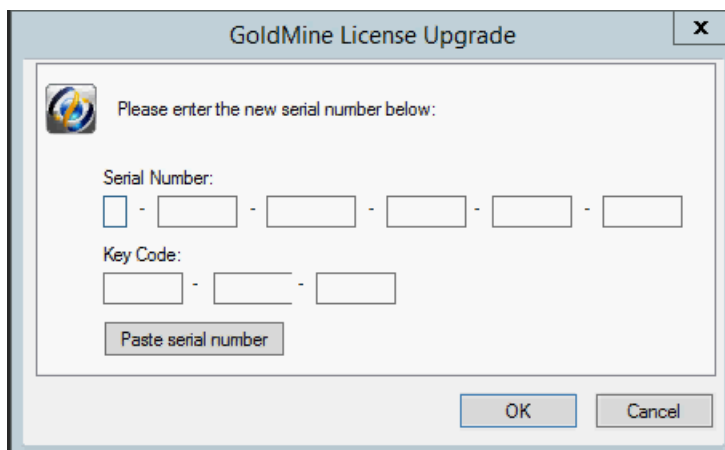 GoldMine License Upgrade
x
Please enter the new serial number below:
Serial Number:
- - - - -
Key Code:
- -
Paste serial number
OK Cancel